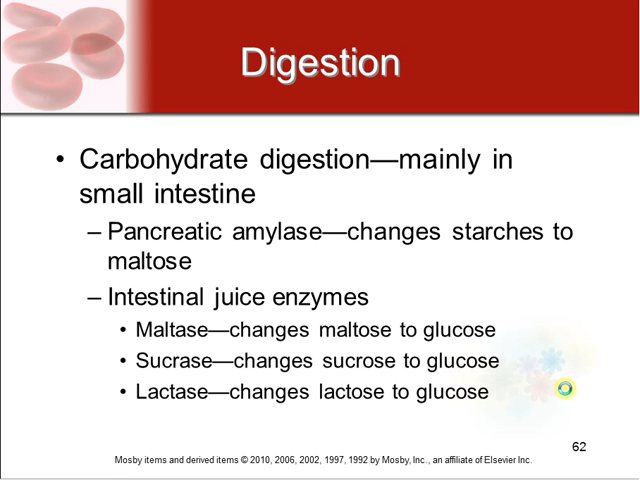 Digestion
• Carbohydrate digestion—mainly in
small intestine
– Pancreatic amylase—changes starches to
maltose
– Intestinal juice enzymes
• Maltase—changes maltose to glucose
• Sucrase—changes sucrose to glucose
• Lactase—changes lactose to glucose
62
Mosby items and derived items © 2010, 2006, 2002, 1997, 1992 by Mosby, Inc., an affiliate of Elsevier Inc.